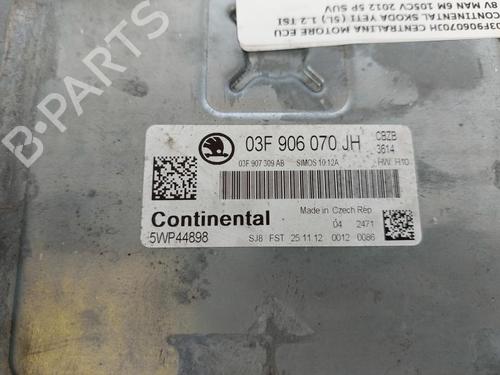 03F906070JH CENTRALINA MOTORE ECU
CONTINENTAL SKODA YETI (5L) 1.2 TSI
8V MAN 6M 105CV 2012 5P SUV
B-PARTS
03F 906 070 JH
CBZB
3614
03F 907 309 AB SIMOS 10.12A
HW: H10
Continental
5WP44898
Made in Czech Rep
04 2471
SJ8 FST 25.11.12 0012 0086